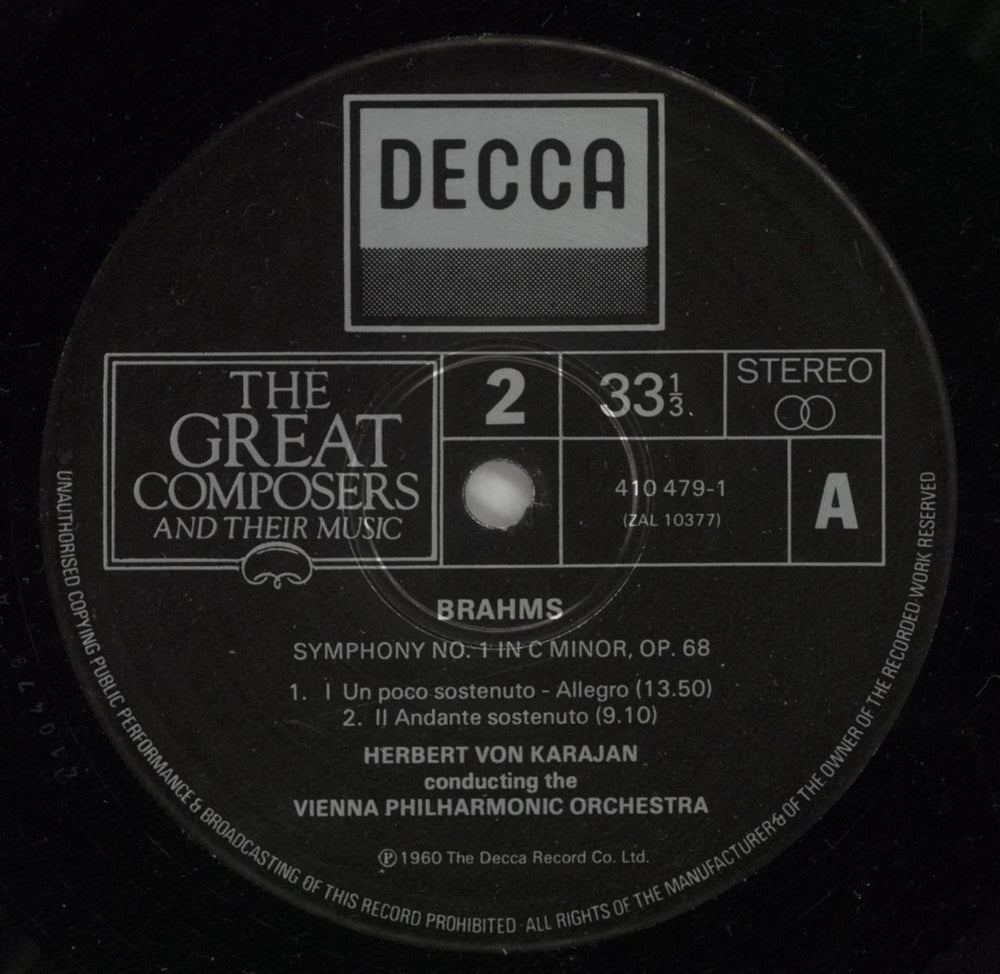 DECCA
THE
GREAT
COMPOSERS
AND THEIR MUSIC
2
33 1/3.
STEREO
410 479-1
(ZAL 10377)
A
BRAHMS
SYMPHONY NO. 1 IN C MINOR, OP. 68
1. I Un poco sostenuto - Allegro (13.50)
2. II Andante sostenuto (9.10)
HERBERT VON KARAJAN
conducting the
VIENNA PHILHARMONIC ORCHESTRA
℗ 1960 The Decca Record Co. Ltd.
UNAUTHORISED COPYING PUBLIC PERFORMANCE & BROADCASTING OF THIS RECORD PROHIBITED · ALL RIGHTS OF THE MANUFACTURER & OF THE OWNER OF THE RECORDED WORK RESERVED